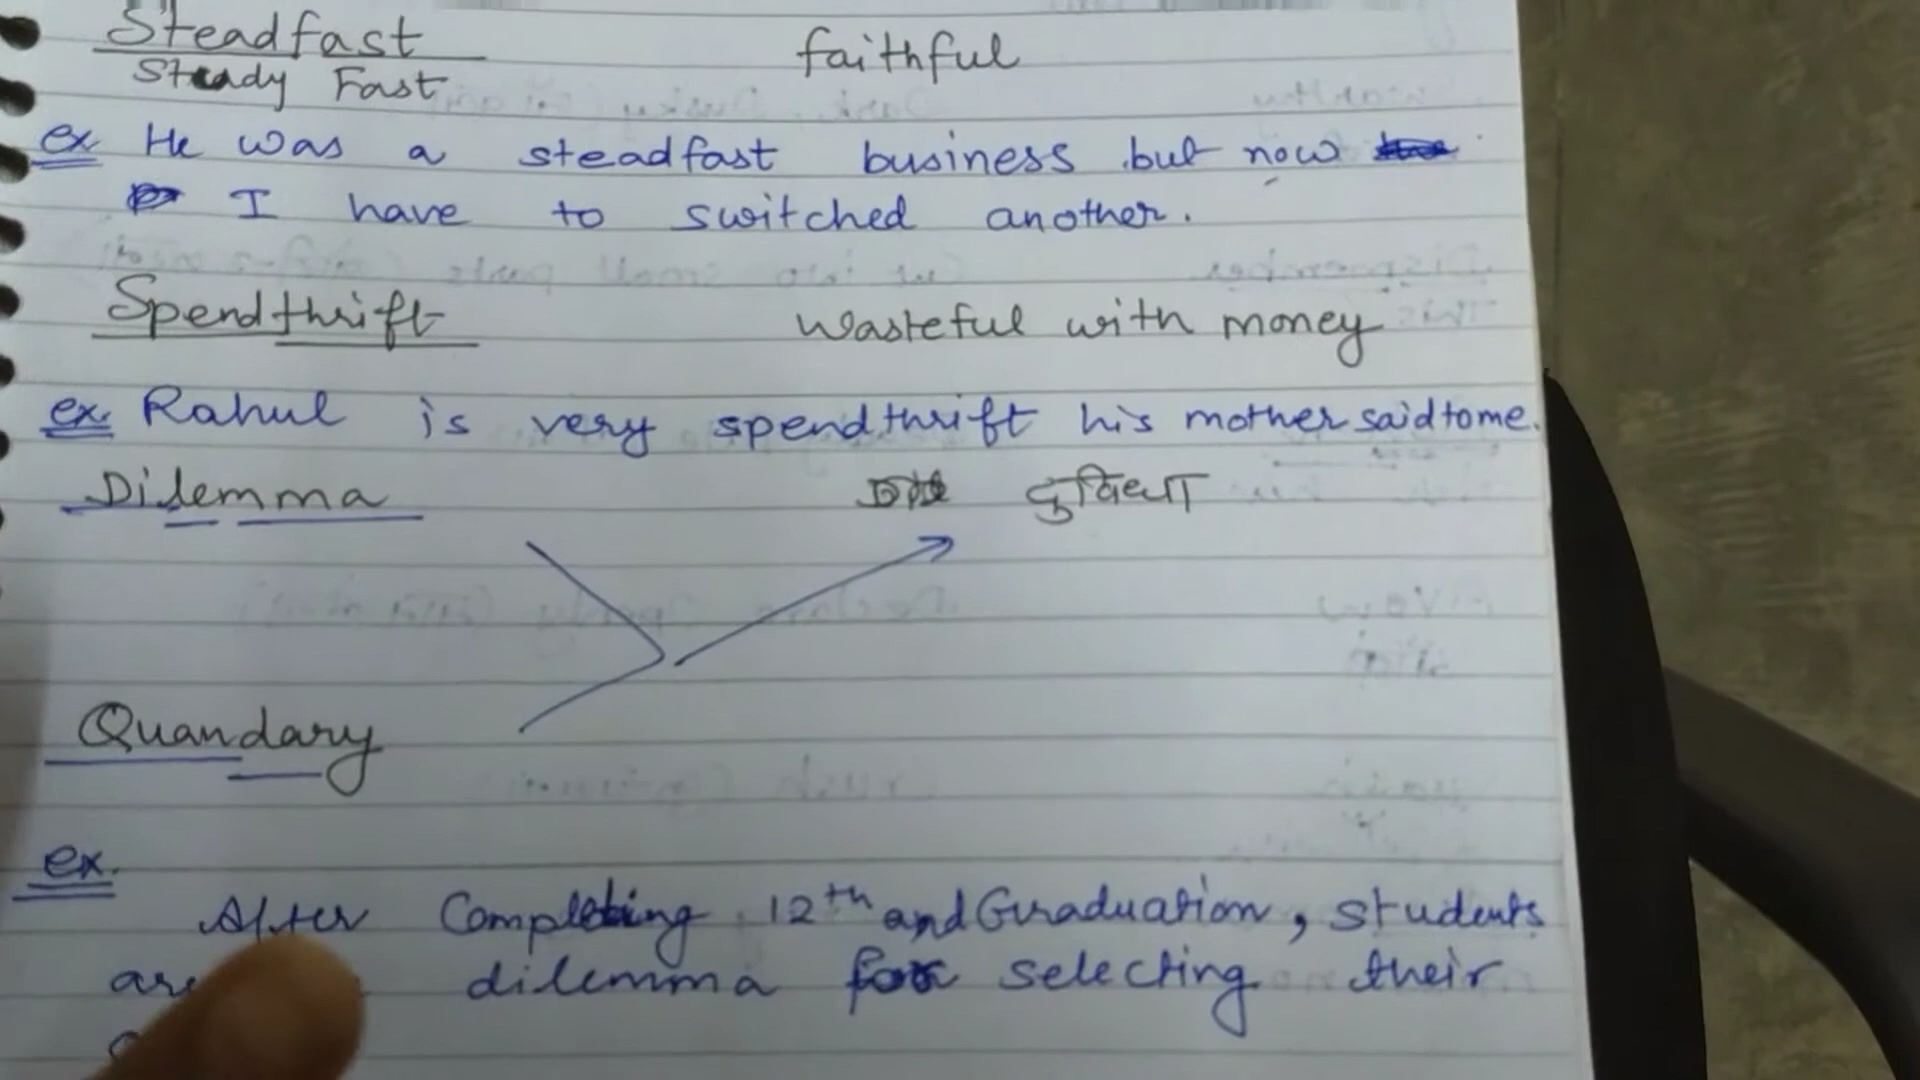 Steadfast faithful
Steady Fast
ex He was a steadfast business but now
I have to switched another.
Spendthrift Wasteful with money
ex. Rahul is very spendthrift his mother said to me.
Dilemma दुविधा
Quandary
ex.
After Completing 12th and Graduation, students
are dilemma for selecting their